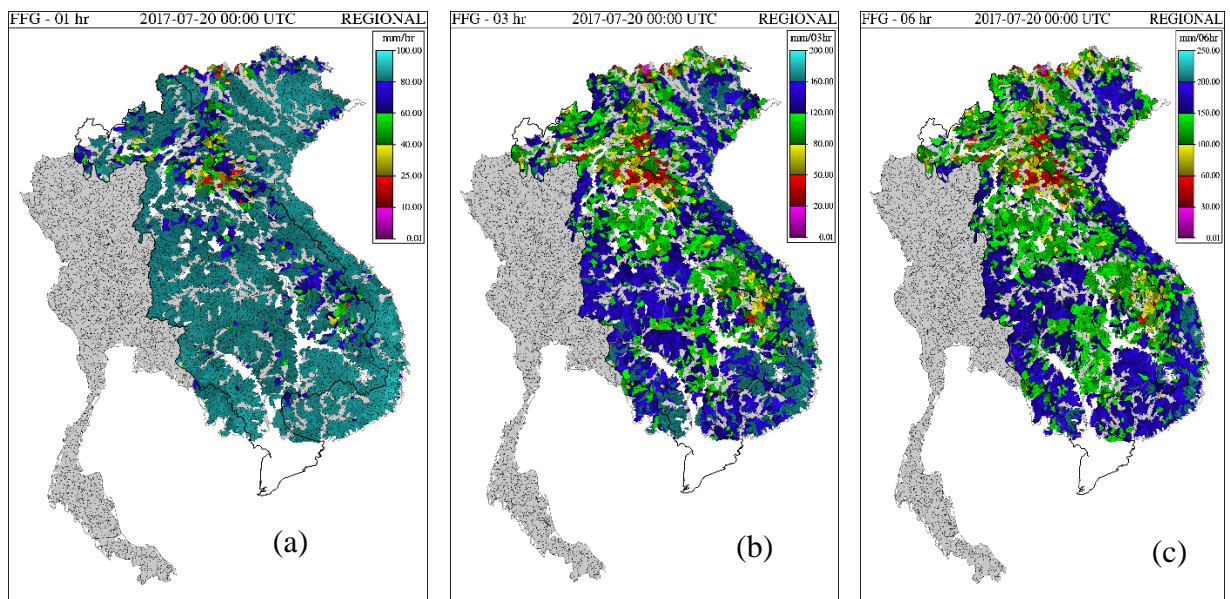 FFG - 01 hr 2017-07-20 00:00 UTC REGIONAL
mm/hr
100.00
80.00
60.00
40.00
25.00
10.00
0.01
(a)
FFG - 03 hr 2017-07-20 00:00 UTC REGIONAL
mm/03hr
200.00
160.00
120.00
80.00
50.00
20.00
0.01
(b)
FFG - 06 hr 2017-07-20 00:00 UTC REGIONAL
mm/06hr
250.00
200.00
150.00
100.00
60.00
30.00
0.01
(c)